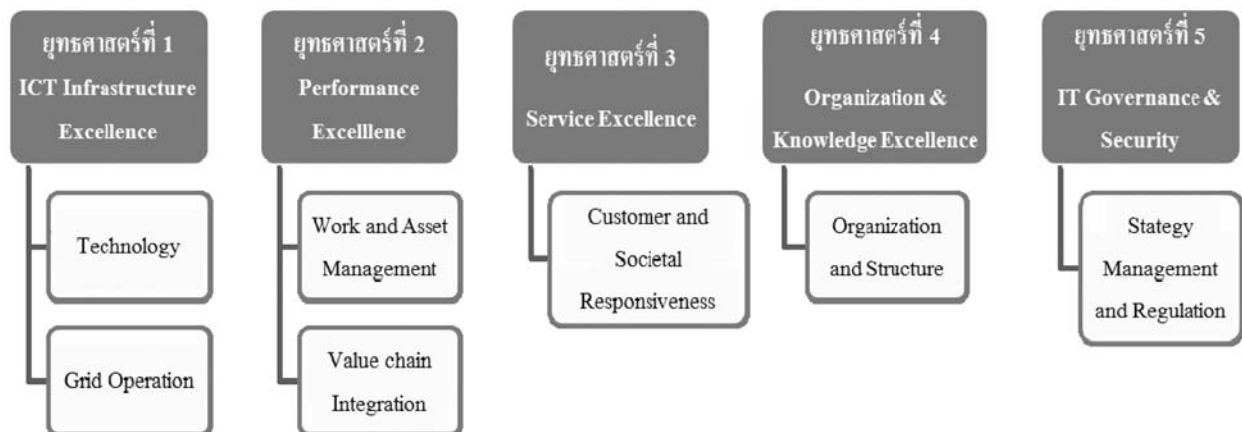 ยุทธศาสตร์ที่ 1
ICT Infrastructure
Excellence
Technology
Grid Operation
ยุทธศาสตร์ที่ 2
Performance
Excelllene
Work and Asset
Management
Value chain
Integration
ยุทธศาสตร์ที่ 3
Service Excellence
Customer and
Societal
Responsiveness
ยุทธศาสตร์ที่ 4
Organization &
Knowledge Excellence
Organization
and Structure
ยุทธศาสตร์ที่ 5
IT Governance &
Security
Stategy
Management
and Regulation